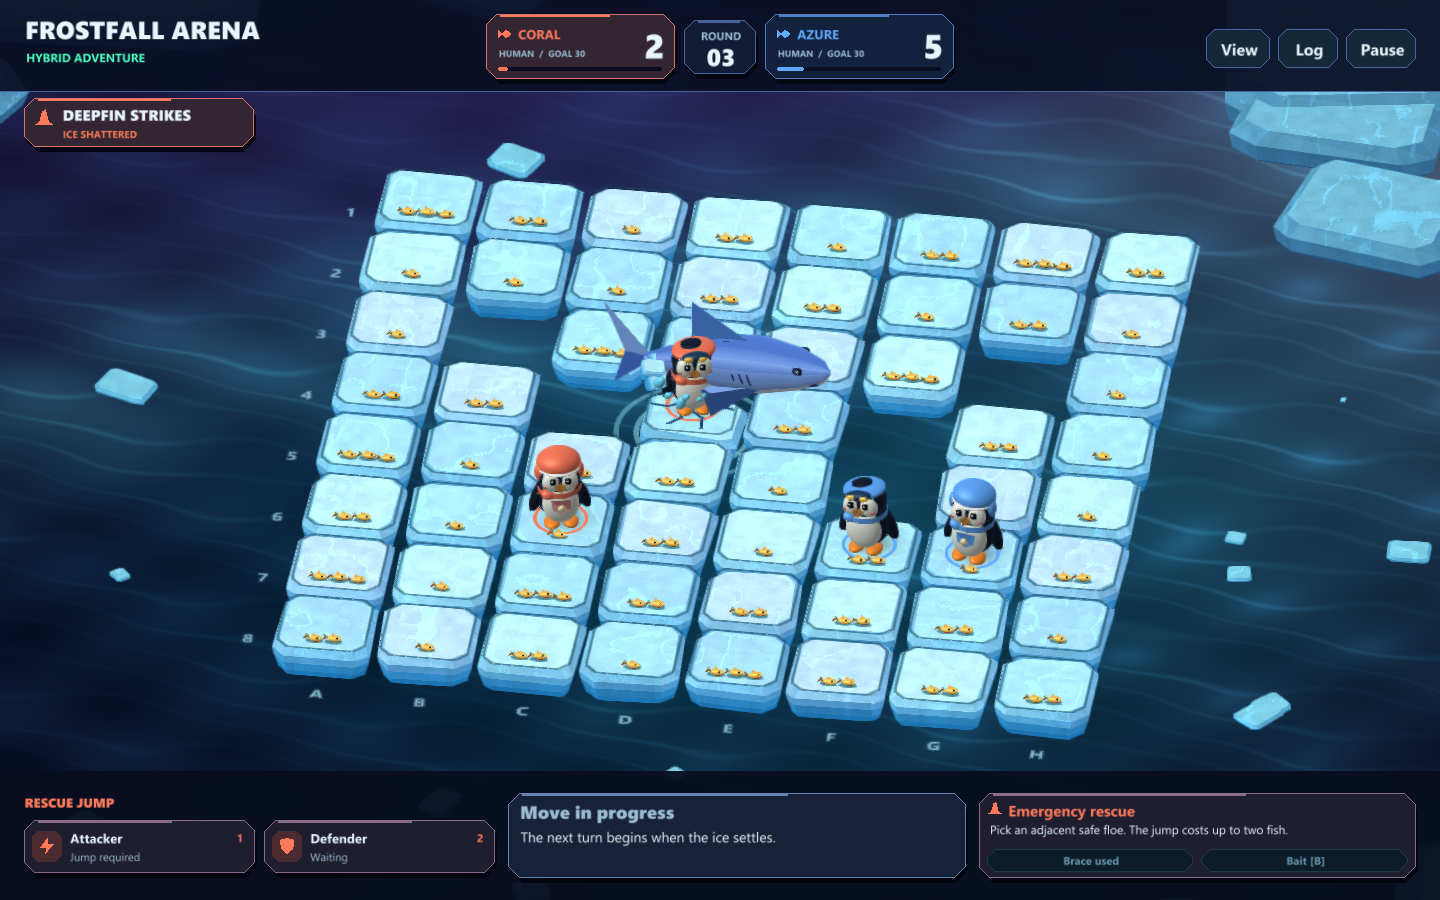 FROSTFALL ARENA
HYBRID ADVENTURE
CORAL
HUMAN / GOAL 30
2
ROUND
03
AZURE
HUMAN / GOAL 30
5
View
Log
Pause
DEEPFIN STRIKES
ICE SHATTERED
1
2
3
4
5
6
7
8
A
B
C
D
E
F
G
H
RESCUE JUMP
Attacker
1
Jump required
Defender
2
Waiting
Move in progress
The next turn begins when the ice settles.
Emergency rescue
Pick an adjacent safe floe. The jump costs up to two fish.
Brace used
Bait [B]